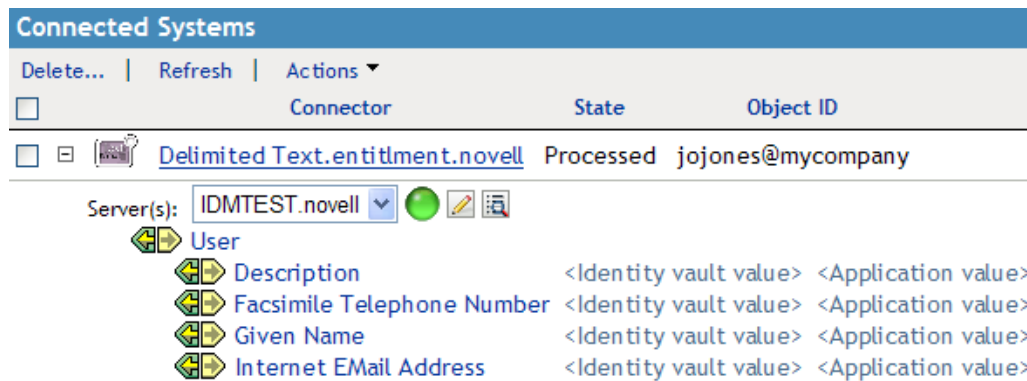 Connected Systems
Delete... | Refresh | Actions
Connector State Object ID
Delimited Text.entitlment.novell Processed jojones@mycompany
Server(s): IDMTEST.novell
User
Description <Identity vault value> <Application value>
Facsimile Telephone Number <Identity vault value> <Application value>
Given Name <Identity vault value> <Application value>
Internet EMail Address <Identity vault value> <Application value>